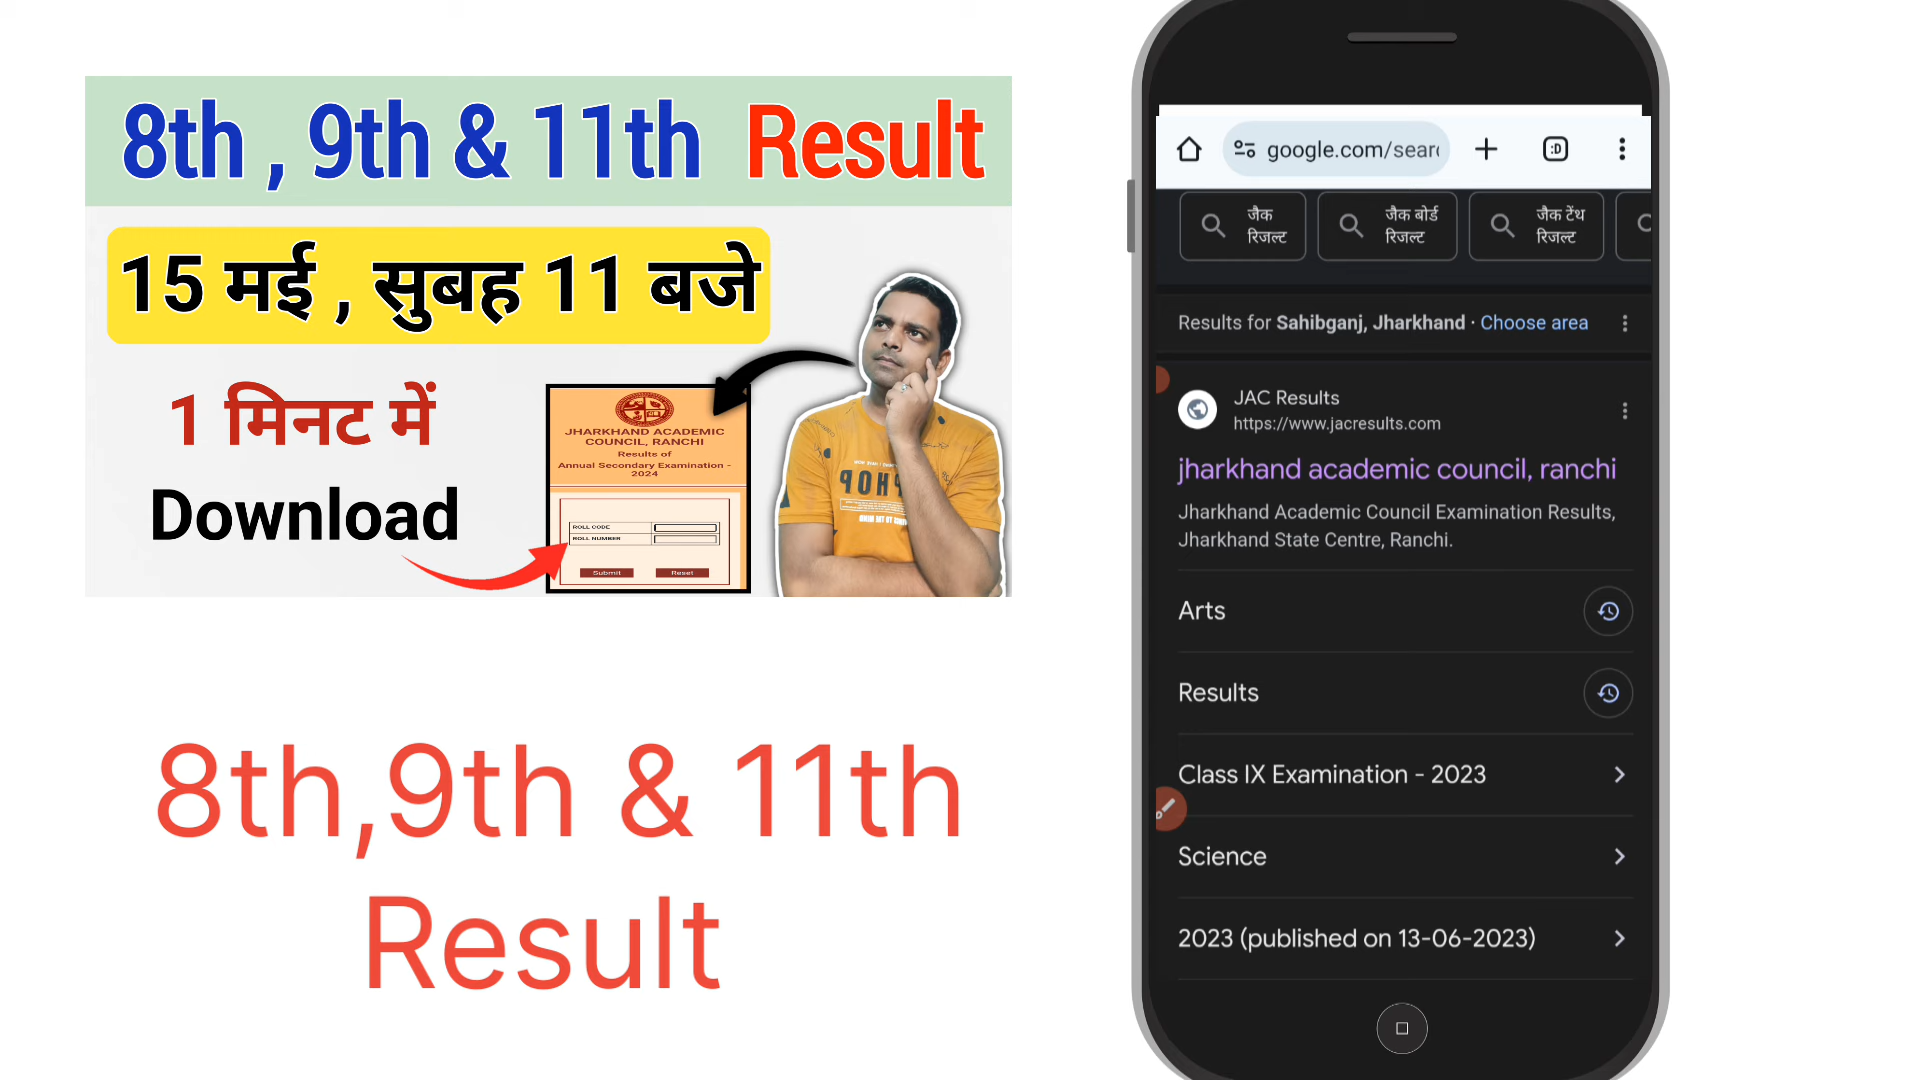 8th , 9th & 11th Result
15 मई , सुबह 11 बजे
1 मिनट में
Download
JHARKHAND ACADEMIC
COUNCIL, RANCHI
Results of
Annual Secondary Examination -
2024
ROLL CODE
ROLL NUMBER
Submit Reset
8th,9th & 11th
Result
google.com/sear
:D
जैक
रिजल्ट
जैक बोर्ड
रिजल्ट
जैक टेंथ
रिजल्ट
Results for Sahibganj, Jharkhand · Choose area
JAC Results
https://www.jacresults.com
jharkhand academic council, ranchi
Jharkhand Academic Council Examination Results,
Jharkhand State Centre, Ranchi.
Arts
Results
Class IX Examination - 2023
Science
2023 (published on 13-06-2023)